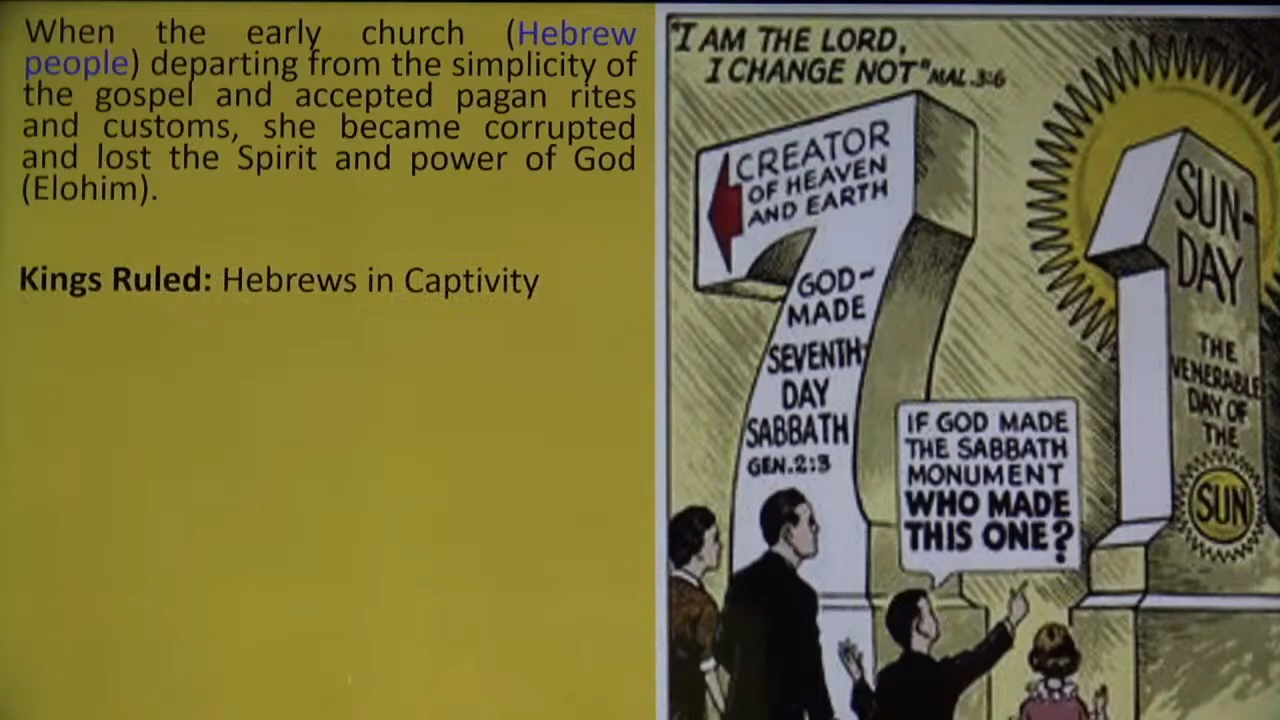 When the early church (Hebrew
people) departing from the simplicity of
the gospel and accepted pagan rites
and customs, she became corrupted
and lost the Spirit and power of God
(Elohim).
Kings Ruled: Hebrews in Captivity
"I AM THE LORD,
I CHANGE NOT" MAL. 3:6
CREATOR
OF HEAVEN
AND EARTH
GOD-
MADE
SEVENTH-
DAY
SABBATH
GEN. 2:3
IF GOD MADE
THE SABBATH
MONUMENT
WHO MADE
THIS ONE?
SUN-
DAY
THE
VENERABLE
DAY OF
THE
SUN